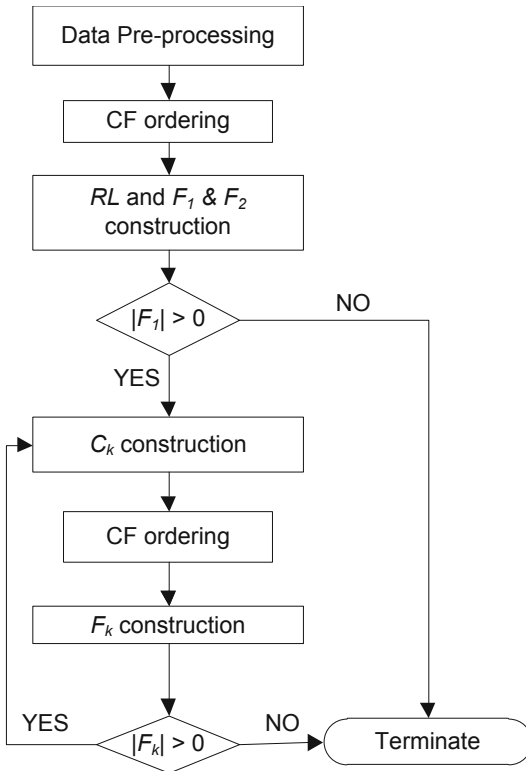 Data Pre-processing
CF ordering
RL and F₁ & F₂
construction
|F₁| > 0
NO
YES
Cₖ construction
CF ordering
Fₖ construction
YES
|Fₖ| > 0
NO
Terminate